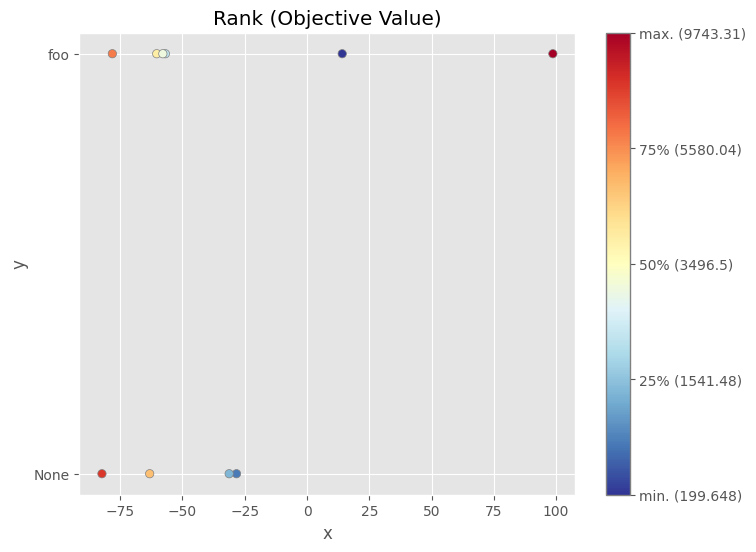 Rank (Objective Value)
foo
None
y
−75
−50
−25
0
25
50
75
100
x
max. (9743.31)
75% (5580.04)
50% (3496.5)
25% (1541.48)
min. (199.648)